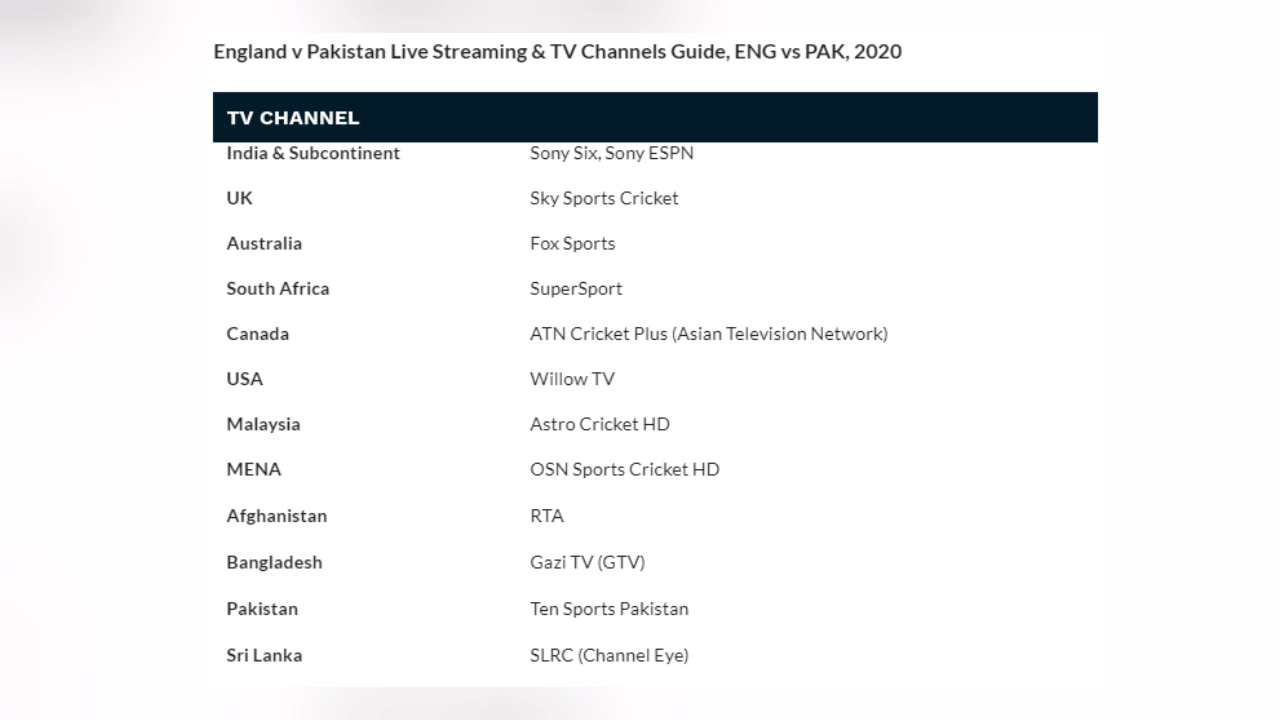 England v Pakistan Live Streaming & TV Channels Guide, ENG vs PAK, 2020
TV CHANNEL
India & Subcontinent Sony Six, Sony ESPN
UK Sky Sports Cricket
Australia Fox Sports
South Africa SuperSport
Canada ATN Cricket Plus (Asian Television Network)
USA Willow TV
Malaysia Astro Cricket HD
MENA OSN Sports Cricket HD
Afghanistan RTA
Bangladesh Gazi TV (GTV)
Pakistan Ten Sports Pakistan
Sri Lanka SLRC (Channel Eye)